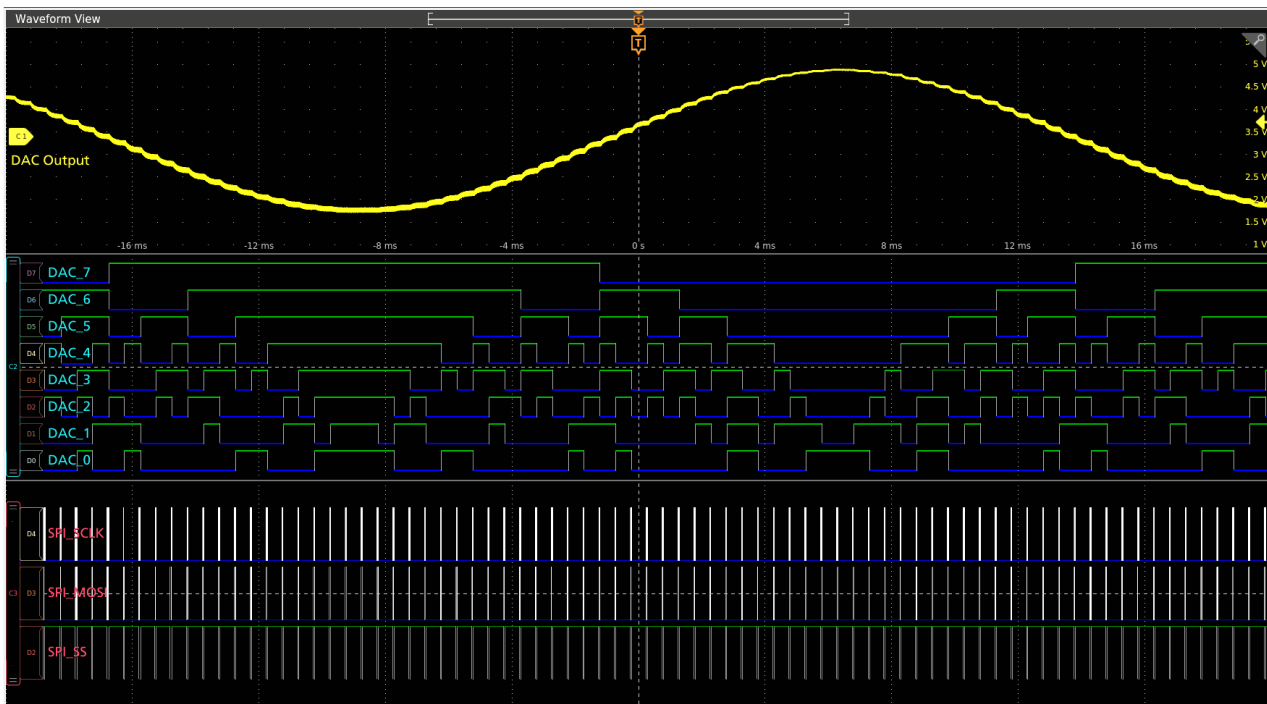 Waveform View
T
T
5 V
4.5 V
4 V
C 1
3.5 V
DAC Output
3 V
2.5 V
2 V
1.5 V
-16 ms -12 ms -8 ms -4 ms 0 s 4 ms 8 ms 12 ms 16 ms 1 V
D7 DAC_7
D6 DAC_6
D5 DAC_5
D4 DAC_4
C2
D3 DAC_3
D2 DAC_2
D1 DAC_1
D0 DAC_0
D4 SPI_SCLK
C3 D3 SPI_MOSI
D2 SPI_SS